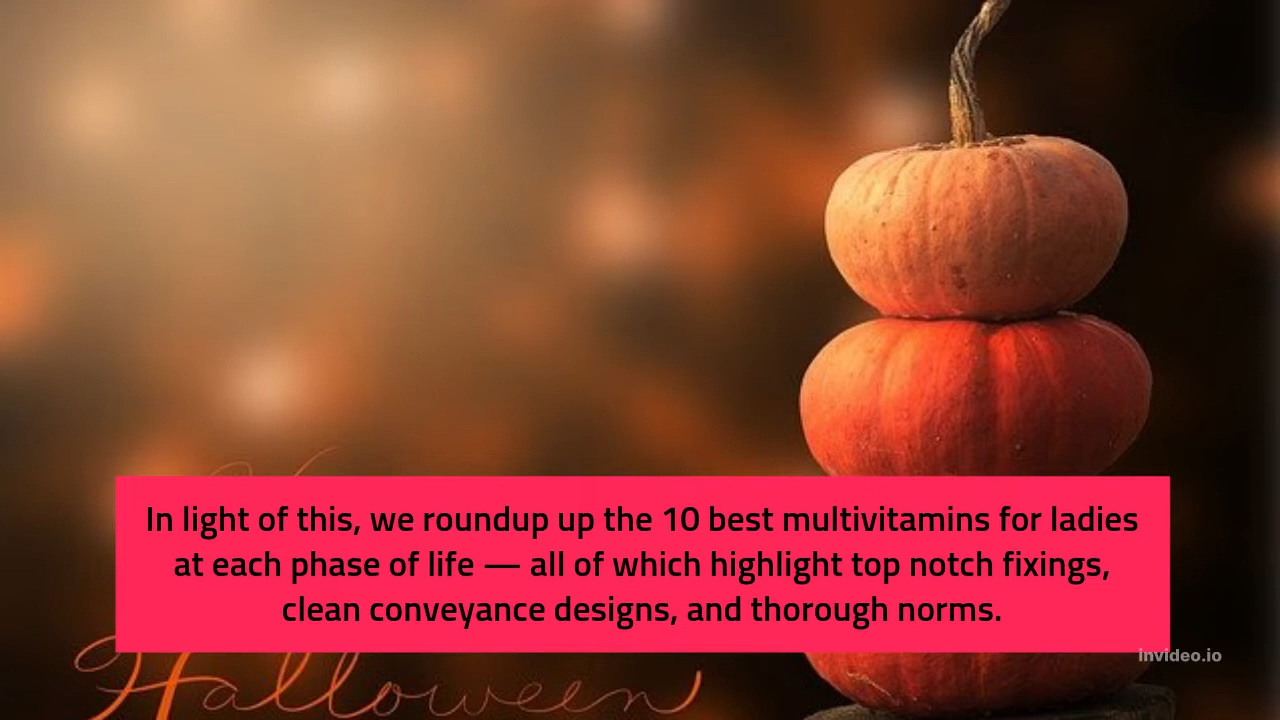 In light of this, we roundup up the 10 best multivitamins for ladies
at each phase of life — all of which highlight top notch fixings,
clean conveyance designs, and thorough norms.
invideo.io
Halloween